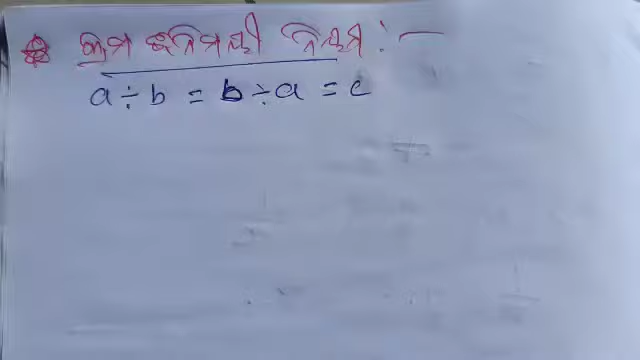 କ୍ରମ ବିନିମୟୀ ନିୟମ :—
a ÷ b = b ÷ a = c